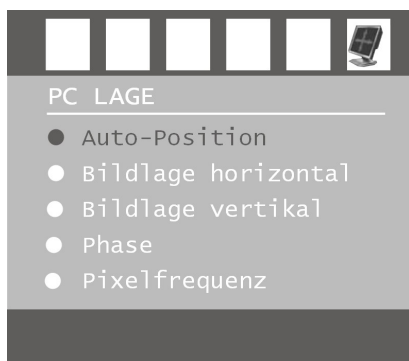 PC LAGE
Auto-Position
Bildlage horizontal
Bildlage vertikal
Phase
Pixelfrequenz